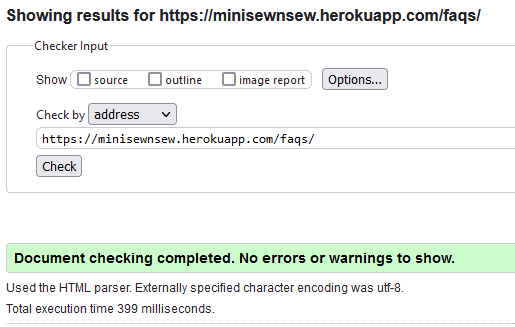 Showing results for https://minisewnsew.herokuapp.com/faqs/
Checker Input
Show source outline image report Options...
Check by address
https://minisewnsew.herokuapp.com/faqs/
Check
Document checking completed. No errors or warnings to show.
Used the HTML parser. Externally specified character encoding was utf-8.
Total execution time 399 milliseconds.